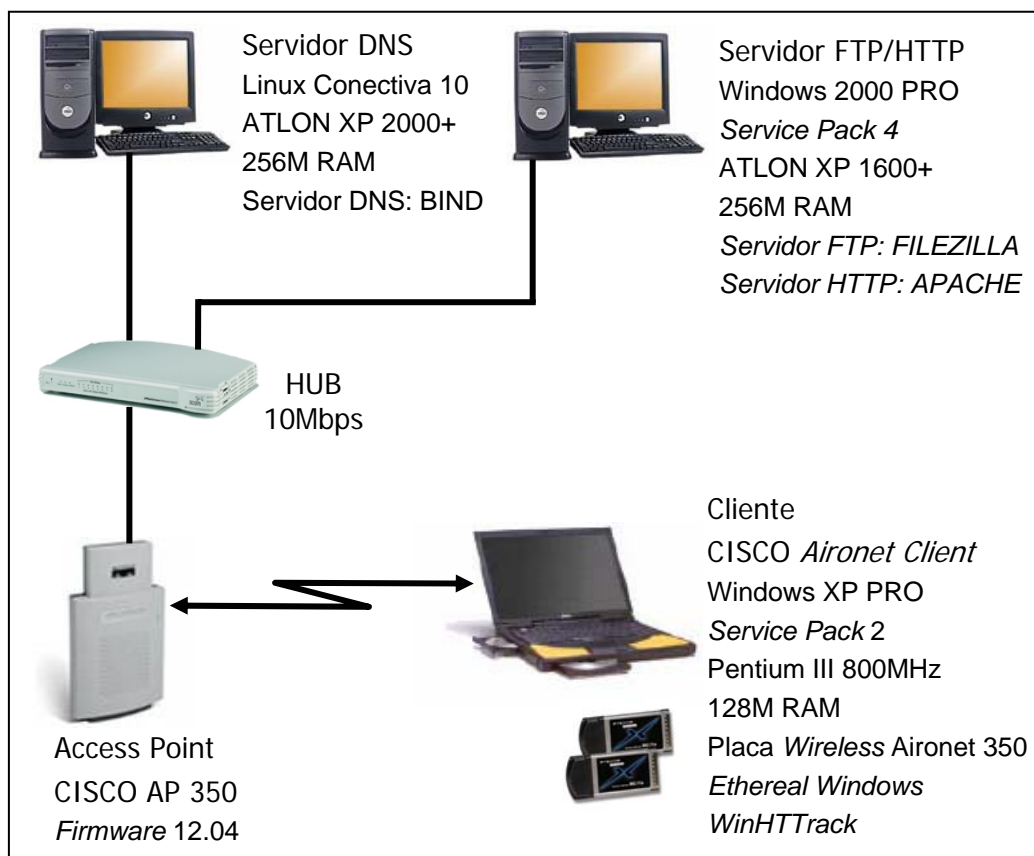 Servidor DNS
Linux Conectiva 10
ATLON XP 2000+
256M RAM
Servidor DNS: BIND
Servidor FTP/HTTP
Windows 2000 PRO
Service Pack 4
ATLON XP 1600+
256M RAM
Servidor FTP: FILEZILLA
Servidor HTTP: APACHE
HUB
10Mbps
Access Point
CISCO AP 350
Firmware 12.04
Cliente
CISCO Aironet Client
Windows XP PRO
Service Pack 2
Pentium III 800MHz
128M RAM
Placa Wireless Aironet 350
Ethereal Windows
WinHTTrack